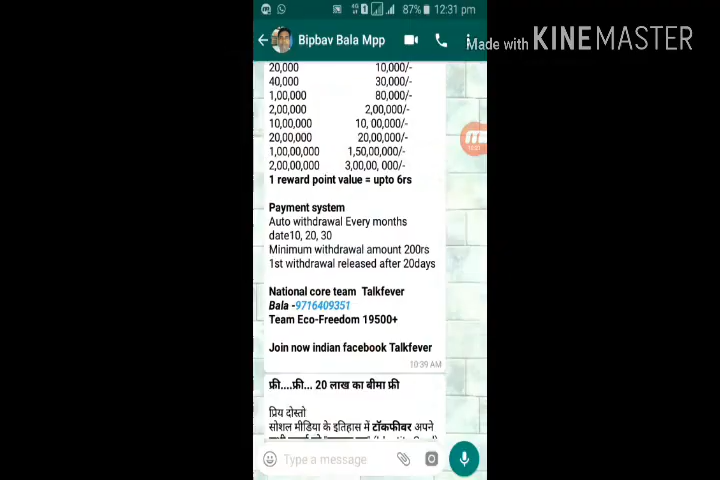 12:31 pm
87%
Bipbav Bala Mpp
Made with KINEMASTER
20,000 10,000/-
40,000 30,000/-
1,00,000 80,000/-
2,00,000 2,00,000/-
10,00,000 10, 00,000/-
20,00,000 20,00,000/-
1,00,00,000 1,50,00,000/-
2,00,00,000 3,00,00, 000/-
1 reward point value = upto 6rs
Payment system
Auto withdrawal Every months
date10, 20, 30
Minimum withdrawal amount 200rs
1st withdrawal released after 20days
National core team Talkfever
Bala -9716409351
Team Eco-Freedom 19500+
Join now indian facebook Talkfever
10:39 AM
फ्री....फ्री... 20 लाख का बीमा फ्री
प्रिय दोस्तो
सोशल मीडिया के इतिहास में टॉकफीवर अपने
Type a message